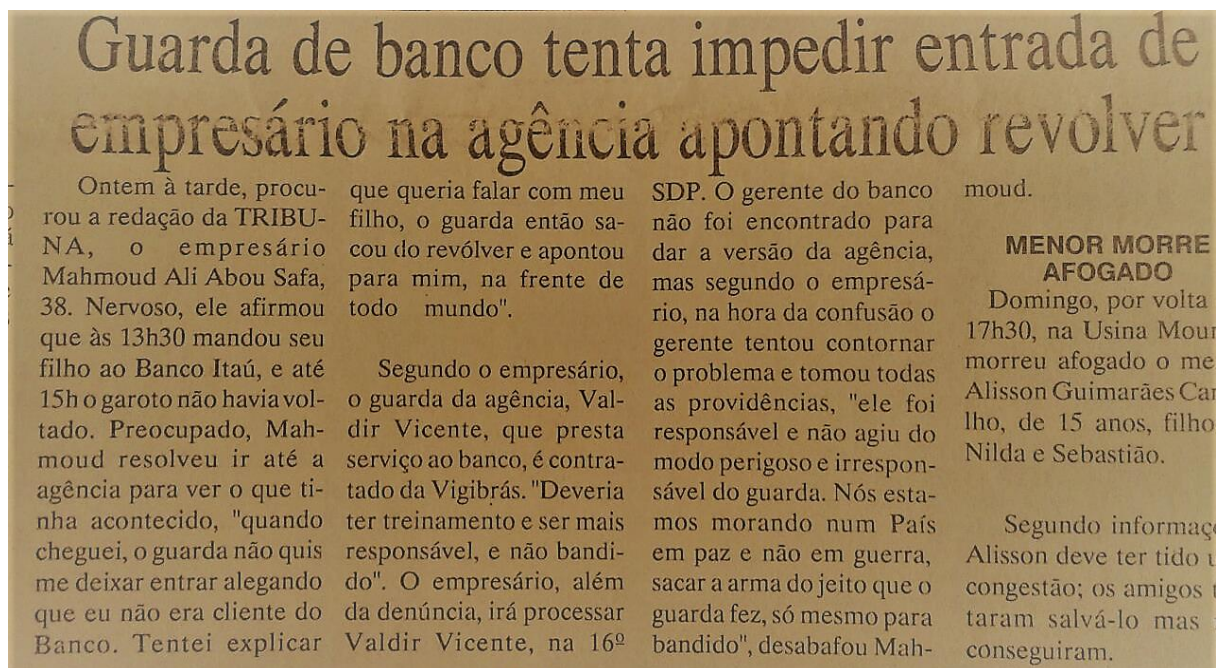 Guarda de banco tenta impedir entrada de
empresário na agência apontando revolver
Ontem à tarde, procu-
rou a redação da TRIBU-
NA, o empresário
Mahmoud Ali Abou Safa,
38. Nervoso, ele afirmou
que às 13h30 mandou seu
filho ao Banco Itaú, e até
15h o garoto não havia vol-
tado. Preocupado, Mah-
moud resolveu ir até a
agência para ver o que ti-
nha acontecido, "quando
cheguei, o guarda não quis
me deixar entrar alegando
que eu não era cliente do
Banco. Tentei explicar
que queria falar com meu
filho, o guarda então sa-
cou do revólver e apontou
para mim, na frente de
todo mundo".
Segundo o empresário,
o guarda da agência, Val-
dir Vicente, que presta
serviço ao banco, é contra-
tado da Vigibrás. "Deveria
ter treinamento e ser mais
responsável, e não bandi-
do". O empresário, além
da denúncia, irá processar
Valdir Vicente, na 16º
SDP. O gerente do banco
não foi encontrado para
dar a versão da agência,
mas segundo o empresá-
rio, na hora da confusão o
gerente tentou contornar
o problema e tomou todas
as providências, "ele foi
responsável e não agiu do
modo perigoso e irrespon-
sável do guarda. Nós esta-
mos morando num País
em paz e não em guerra,
sacar a arma do jeito que o
guarda fez, só mesmo para
bandido", desabafou Mah-
moud.
MENOR MORRE
AFOGADO
Domingo, por volta
17h30, na Usina
morreu afogado o
Alisson Guimarães
lho, de 15 anos, filho
Nilda e Sebastião.
Segundo
Alisson deve ter tido
congestão; os amigos
taram salvá-lo mas
conseguiram.